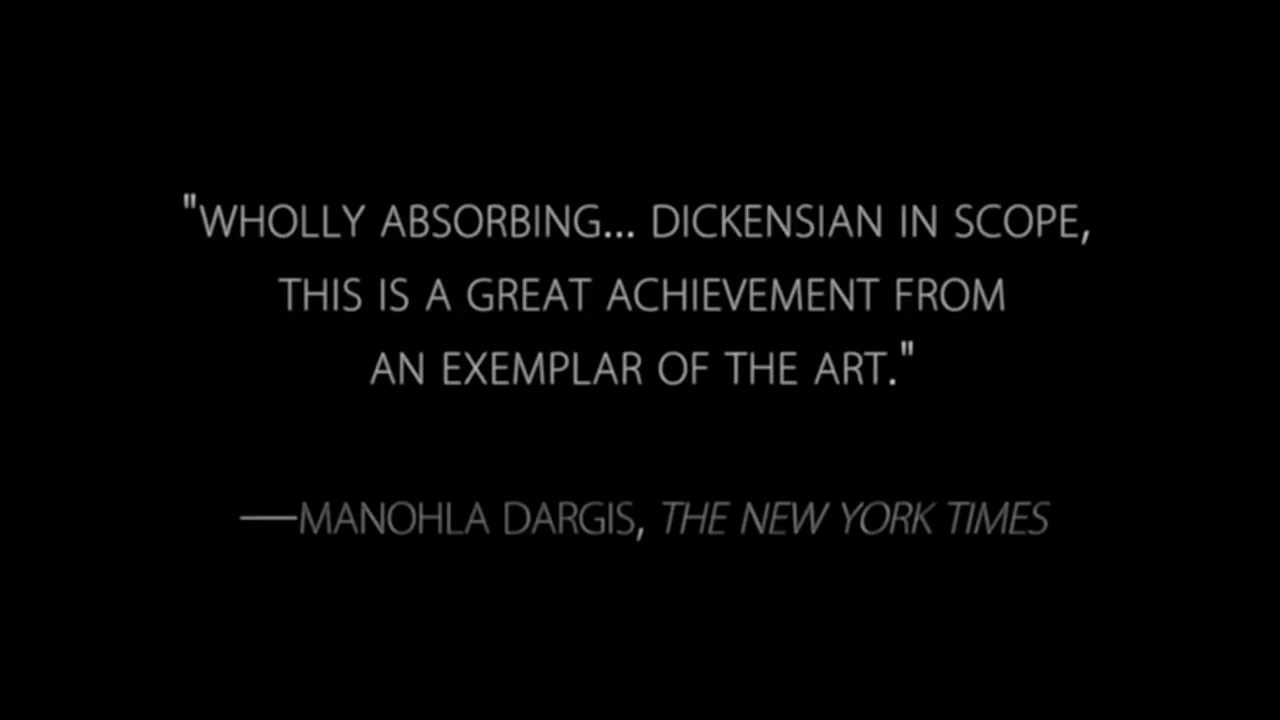 "WHOLLY ABSORBING... DICKENSIAN IN SCOPE,
THIS IS A GREAT ACHIEVEMENT FROM
AN EXEMPLAR OF THE ART."
—MANOHLA DARGIS, THE NEW YORK TIMES